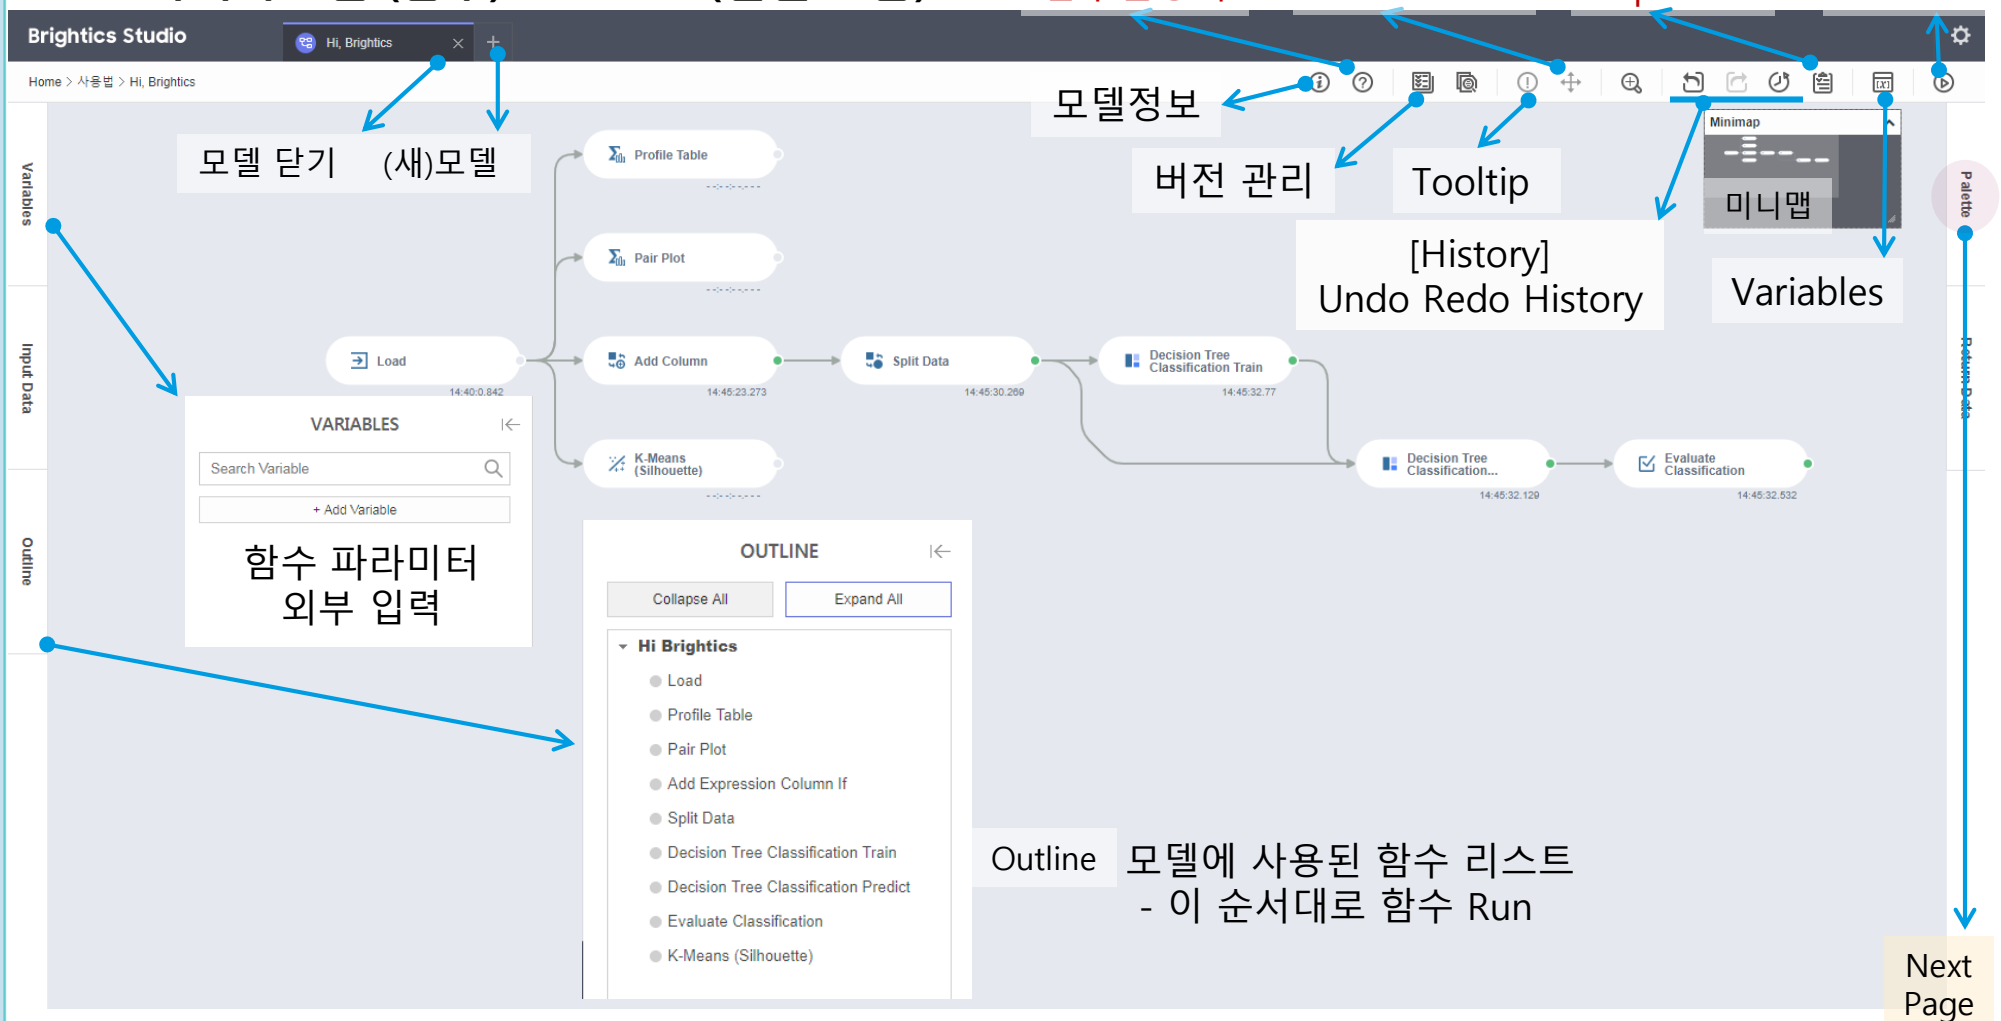 Brightics Studio
Hi, Brightics
Home > 사용법 > Hi, Brightics
모델 닫기
(새)모델
모델정보
버전 관리
Tooltip
[History]
Undo Redo History
Minimap
미니맵
Variables
Variables
Input Data
Outline
Palette
Return Data
Profile Table
--:--:--.---
Pair Plot
--:--:--.---
Load
14:40:0.842
Add Column
14:45:23.273
Split Data
14:45:30.269
Decision Tree
Classification Train
14:45:32.77
K-Means
(Silhouette)
--:--:--.---
Decision Tree
Classification...
14:45:32.129
Evaluate
Classification
14:45:32.532
VARIABLES
Search Variable
+ Add Variable
함수 파라미터
외부 입력
OUTLINE
Collapse All
Expand All
Hi Brightics
Load
Profile Table
Pair Plot
Add Expression Column If
Split Data
Decision Tree Classification Train
Decision Tree Classification Predict
Evaluate Classification
K-Means (Silhouette)
Outline
모델에 사용된 함수 리스트
- 이 순서대로 함수 Run
Next
Page